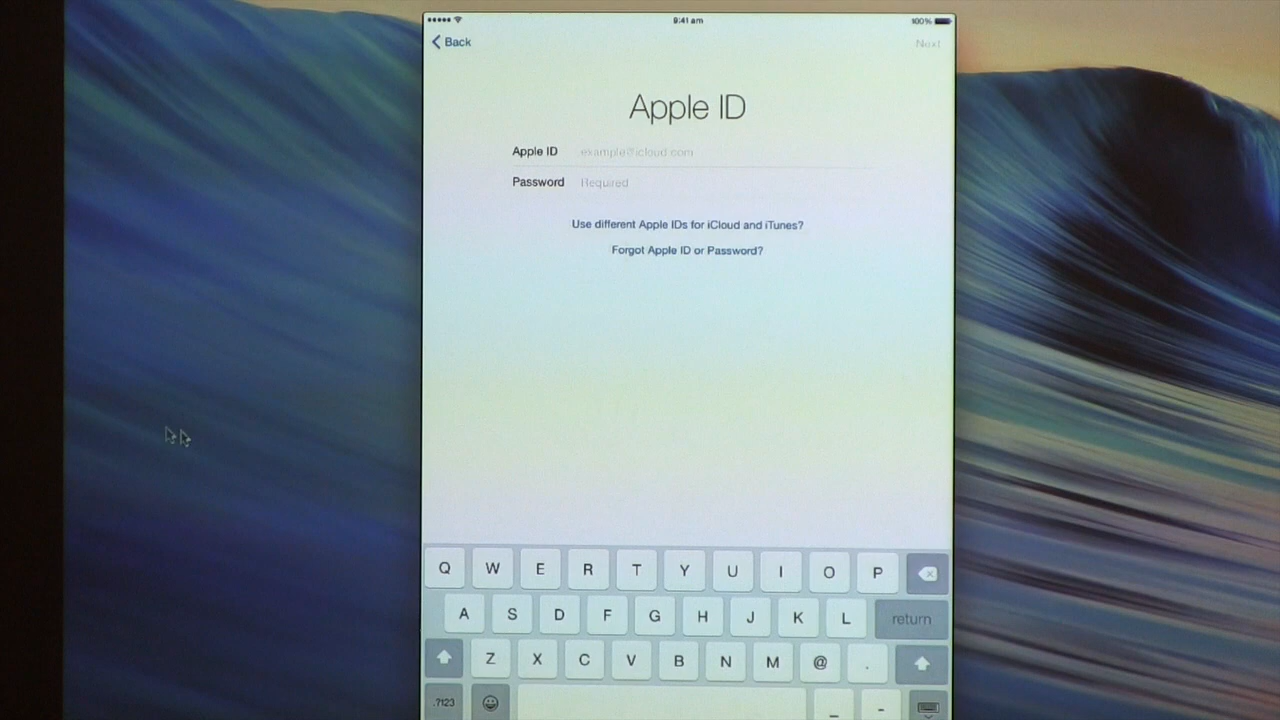 9:41 am 100%
Back Next
Apple ID
Apple ID example@icloud.com
Password Required
Use different Apple IDs for iCloud and iTunes?
Forgot Apple ID or Password?
Q W E R T Y U I O P
A S D F G H J K L return
Z X C V B N M @ .
.?123 _ -